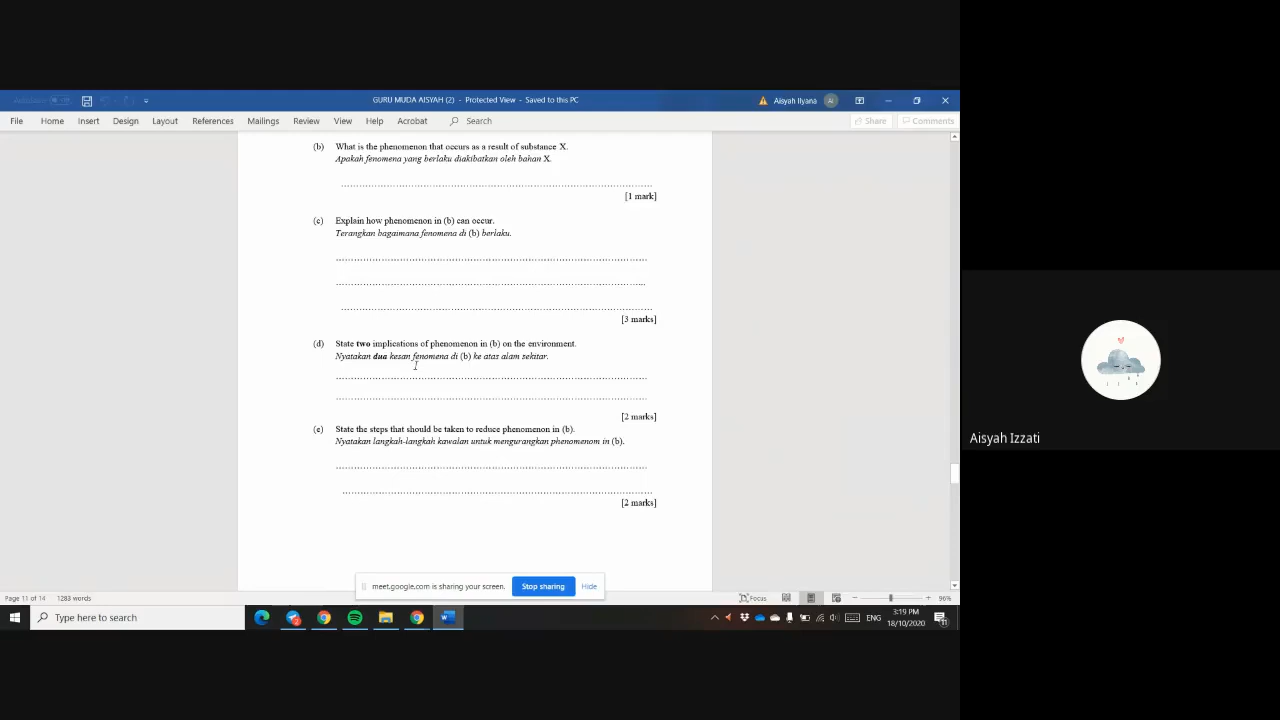 GURU MUDA AISYAH (2) - Protected View - Saved to this PC
Aisyah Ilyana
AI
File Home Insert Design Layout References Mailings Review View Help Acrobat Search
Share Comments
(b) What is the phenomenon that occurs as a result of substance X.
Apakah fenomena yang berlaku diakibatkan oleh bahan X.
[1 mark]
(c) Explain how phenomenon in (b) can occur.
Terangkan bagaimana fenomena di (b) berlaku.
[3 marks]
(d) State two implications of phenomenon in (b) on the environment.
Nyatakan dua kesan fenomena di (b) ke atas alam sekitar.
[2 marks]
(e) State the steps that should be taken to reduce phenomenon in (b).
Nyatakan langkah-langkah kawalan untuk mengurangkan phenomenom in (b).
[2 marks]
Aisyah Izzati
meet.google.com is sharing your screen. Stop sharing Hide
Page 11 of 14 1283 words Focus 96%
Type here to search
ENG
3:19 PM
18/10/2020